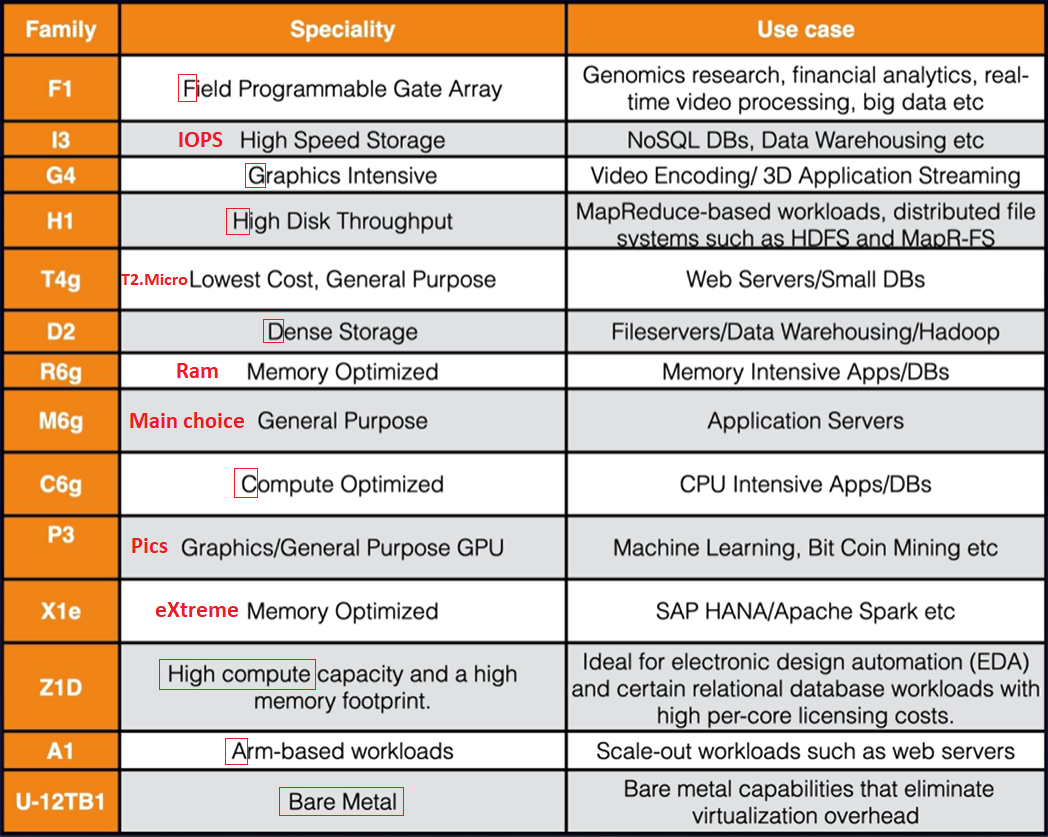 Family Speciality Use case
F1 Field Programmable Gate Array Genomics research, financial analytics, real-
time video processing, big data etc
I3 IOPS High Speed Storage NoSQL DBs, Data Warehousing etc
G4 Graphics Intensive Video Encoding/ 3D Application Streaming
H1 High Disk Throughput MapReduce-based workloads, distributed file
systems such as HDFS and MapR-FS
T4g T2.Micro Lowest Cost, General Purpose Web Servers/Small DBs
D2 Dense Storage Fileservers/Data Warehousing/Hadoop
R6g Ram Memory Optimized Memory Intensive Apps/DBs
M6g Main choice General Purpose Application Servers
C6g Compute Optimized CPU Intensive Apps/DBs
P3 Pics Graphics/General Purpose GPU Machine Learning, Bit Coin Mining etc
X1e eXtreme Memory Optimized SAP HANA/Apache Spark etc
Z1D High compute capacity and a high
memory footprint.
Ideal for electronic design automation (EDA)
and certain relational database workloads with
high per-core licensing costs.
A1 Arm-based workloads Scale-out workloads such as web servers
U-12TB1 Bare Metal Bare metal capabilities that eliminate
virtualization overhead